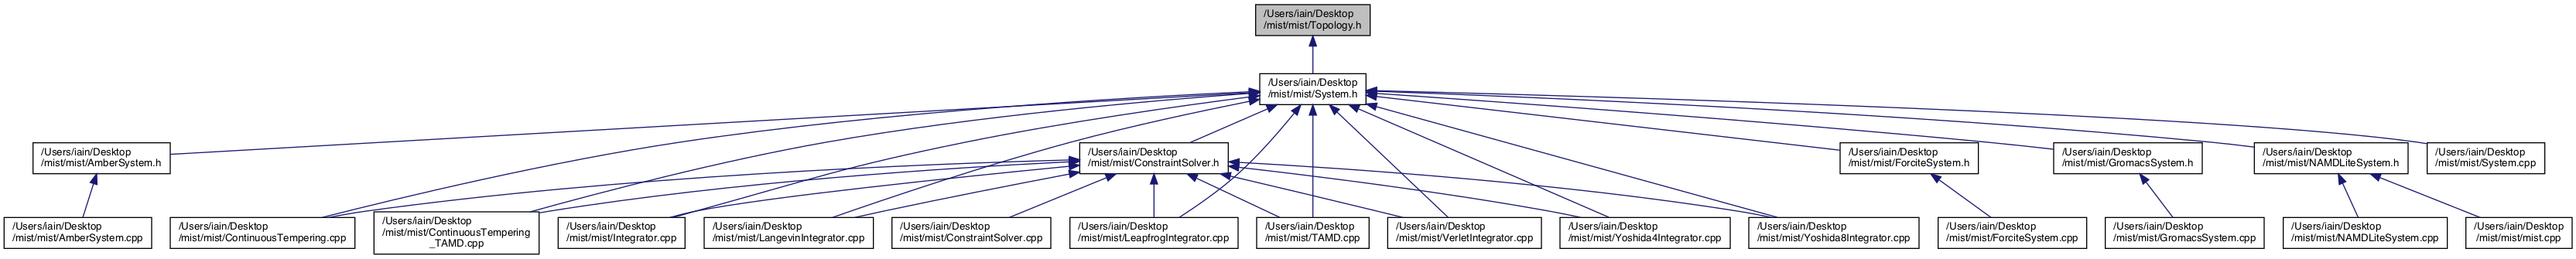 /Users/iain/Desktop
/mist/mist/Topology.h
/Users/iain/Desktop
/mist/mist/System.h
/Users/iain/Desktop
/mist/mist/AmberSystem.h
/Users/iain/Desktop
/mist/mist/ConstraintSolver.h
/Users/iain/Desktop
/mist/mist/ForciteSystem.h
/Users/iain/Desktop
/mist/mist/GromacsSystem.h
/Users/iain/Desktop
/mist/mist/NAMDLiteSystem.h
/Users/iain/Desktop
/mist/mist/System.cpp
/Users/iain/Desktop
/mist/mist/AmberSystem.cpp
/Users/iain/Desktop
/mist/mist/ContinuousTempering.cpp
/Users/iain/Desktop
/mist/mist/ContinuousTempering
_TAMD.cpp
/Users/iain/Desktop
/mist/mist/Integrator.cpp
/Users/iain/Desktop
/mist/mist/LangevinIntegrator.cpp
/Users/iain/Desktop
/mist/mist/ConstraintSolver.cpp
/Users/iain/Desktop
/mist/mist/LeapfrogIntegrator.cpp
/Users/iain/Desktop
/mist/mist/TAMD.cpp
/Users/iain/Desktop
/mist/mist/VerletIntegrator.cpp
/Users/iain/Desktop
/mist/mist/Yoshida4Integrator.cpp
/Users/iain/Desktop
/mist/mist/Yoshida8Integrator.cpp
/Users/iain/Desktop
/mist/mist/ForciteSystem.cpp
/Users/iain/Desktop
/mist/mist/GromacsSystem.cpp
/Users/iain/Desktop
/mist/mist/NAMDLiteSystem.cpp
/Users/iain/Desktop
/mist/mist/mist.cpp